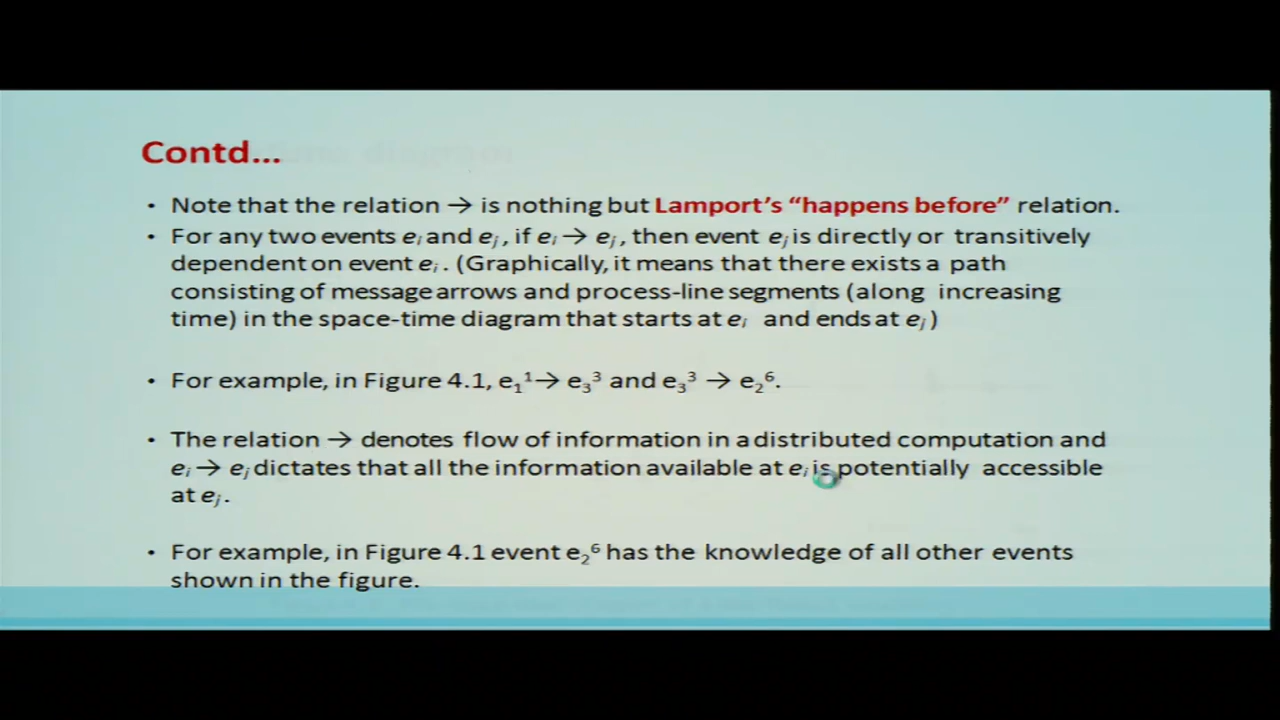 Contd...
• Note that the relation → is nothing but Lamport's “happens before” relation.
• For any two events eᵢ and eⱼ, if eᵢ → eⱼ, then event eⱼ is directly or transitively
dependent on event eᵢ. (Graphically, it means that there exists a path
consisting of message arrows and process-line segments (along increasing
time) in the space-time diagram that starts at eᵢ and ends at eⱼ)
• For example, in Figure 4.1, e₁¹→ e₃³ and e₃³ → e₂⁶.
• The relation → denotes flow of information in a distributed computation and
eᵢ → eⱼ dictates that all the information available at eᵢ is potentially accessible
at eⱼ.
• For example, in Figure 4.1 event e₂⁶ has the knowledge of all other events
shown in the figure.